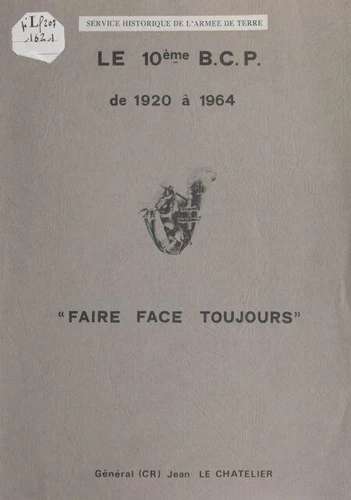 SERVICE HISTORIQUE DE L'ARMEE DE TERRE
LE 10ème B.C.P.
de 1920 à 1964
"FAIRE FACE TOUJOURS"
Général (CR) Jean LE CHATELIER